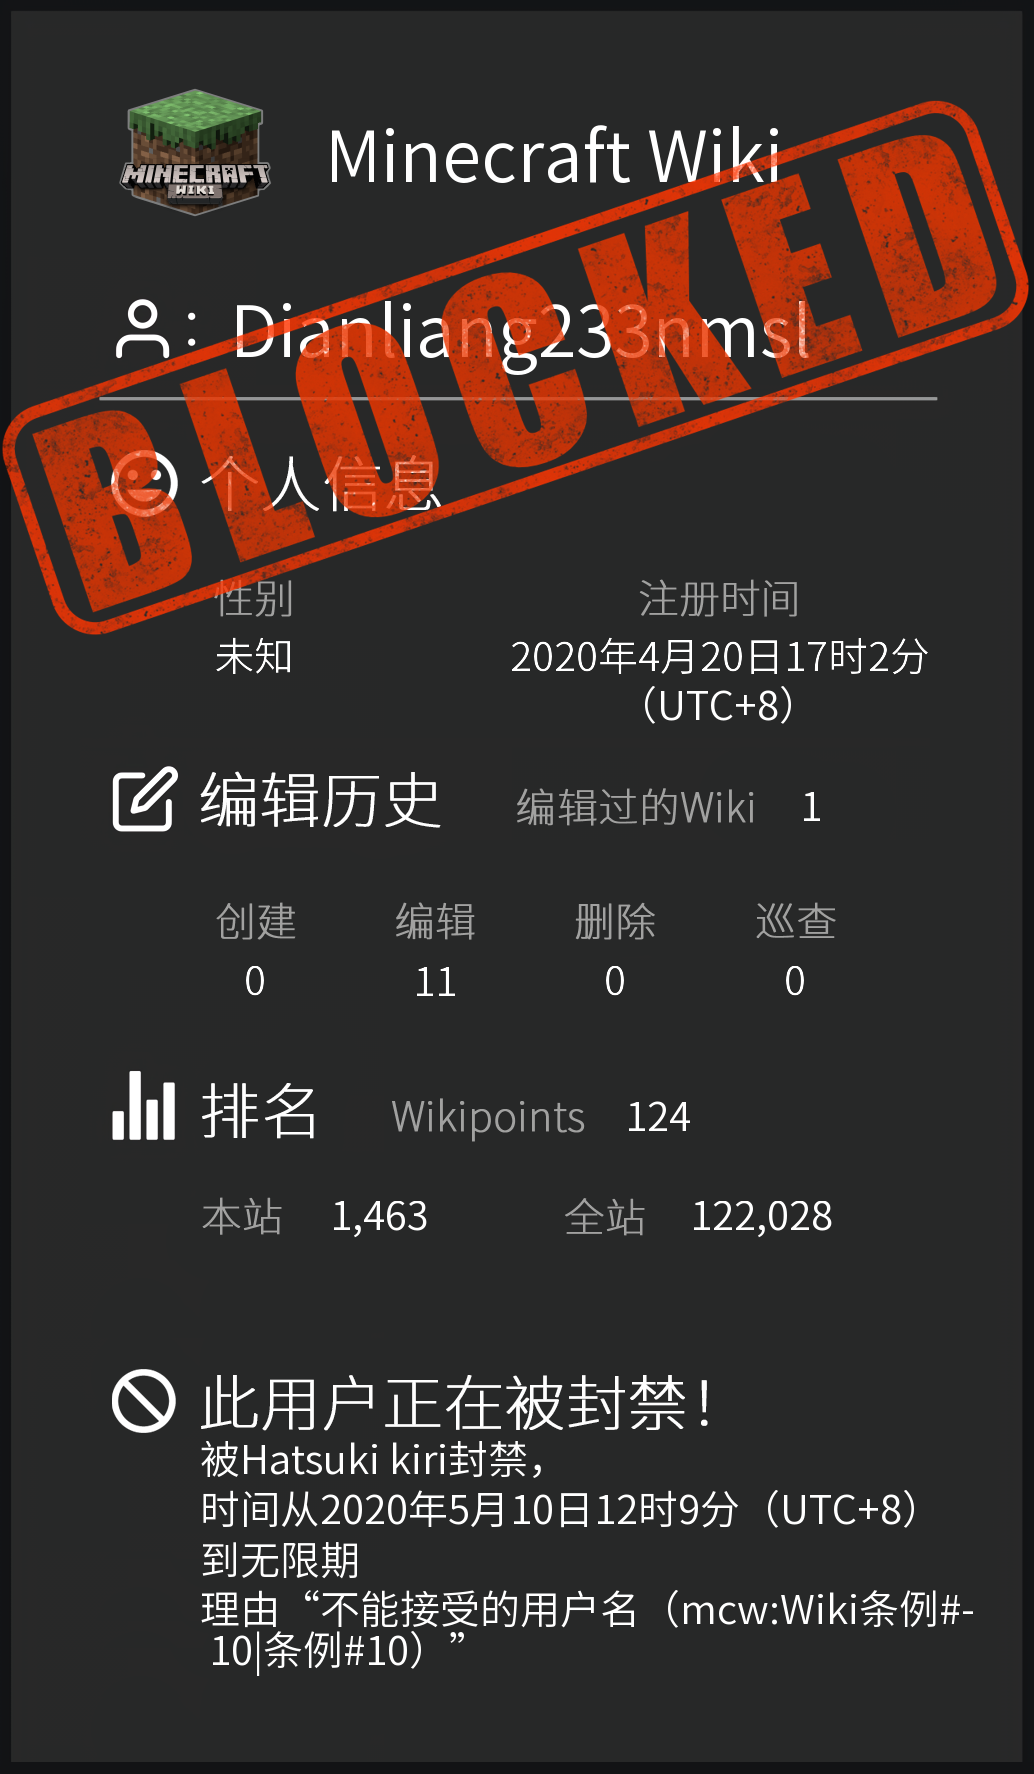 MINECRAFT
WIKI
Minecraft Wiki
BLOCKED
: Dianliang233nmsl
个人信息
性别 注册时间
未知 2020年4月20日17时2分
（UTC+8）
编辑历史 编辑过的Wiki 1
创建 编辑 删除 巡查
0 11 0 0
排名 Wikipoints 124
本站 1,463 全站 122,028
此用户正在被封禁！
被Hatsuki kiri封禁，
时间从2020年5月10日12时9分（UTC+8）
到无限期
理由“不能接受的用户名（mcw:Wiki条例#-
10|条例#10）”